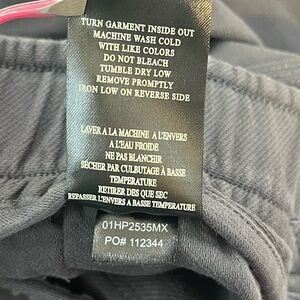 TURN GARMENT INSIDE OUT
MACHINE WASH COLD
WITH LIKE COLORS
DO NOT BLEACH
TUMBLE DRY LOW
REMOVE PROMPTLY
IRON LOW ON REVERSE SIDE
LAVER A LA MACHINE A L'ENVERS
A L'EAU FROIDE
NE PAS BLANCHIR
SÉCHER PAR CULBUTAGE À BASSE
TEMPERATURE
RETIRER DES QUE SORE
REPASSER L'ENVERS A BASSE TEMPERATURE
01HP2535MX
PO# 112344